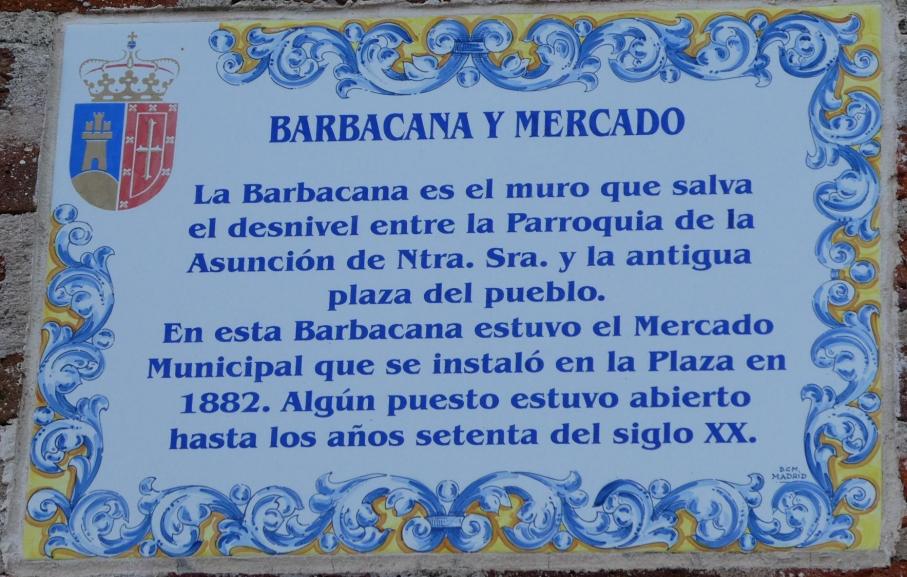 BARBACANA Y MERCADO
La Barbacana es el muro que salva
el desnivel entre la Parroquia de la
Asunción de Ntra. Sra. y la antigua
plaza del pueblo.
En esta Barbacana estuvo el Mercado
Municipal que se instaló en la Plaza en
1882. Algún puesto estuvo abierto
hasta los años setenta del siglo XX.
D.C.M.
MADRID